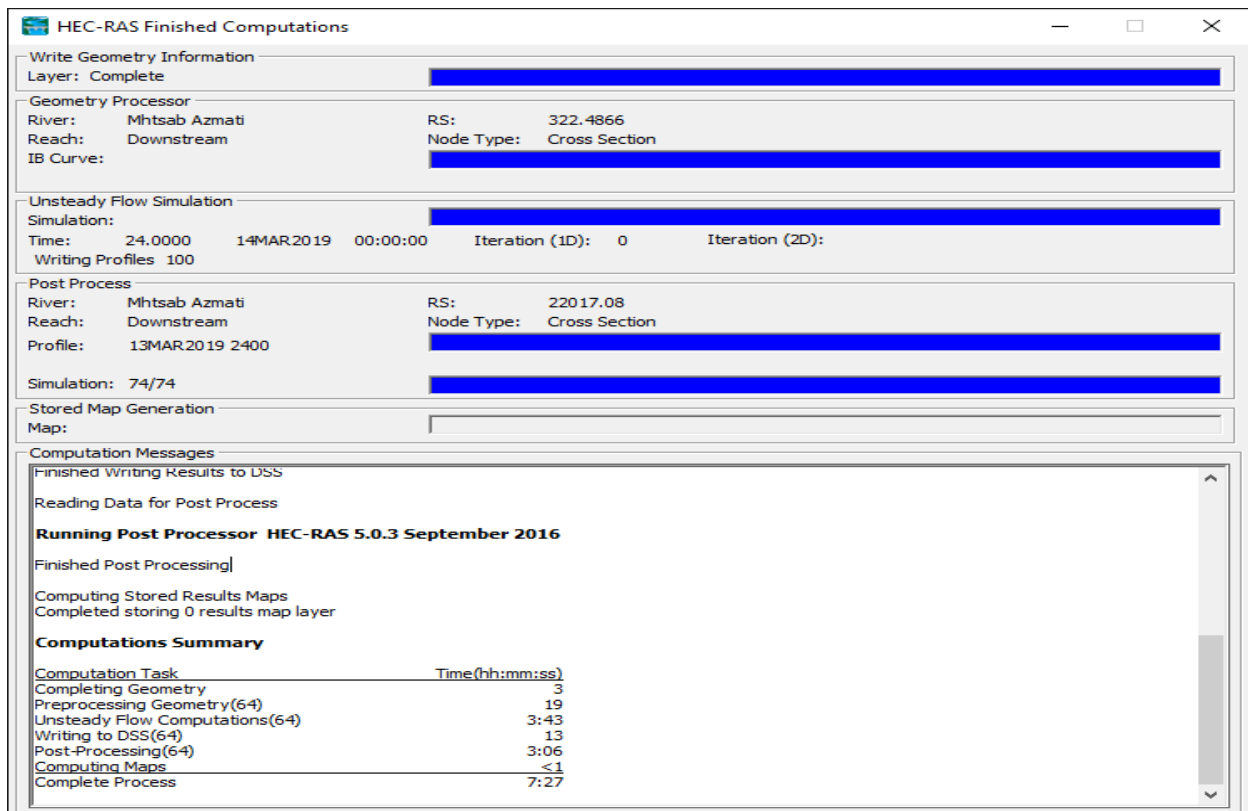 HEC-RAS Finished Computations
Write Geometry Information
Layer: Complete
Geometry Processor
River: Mhtsab Azmati RS: 322.4866
Reach: Downstream Node Type: Cross Section
IB Curve:
Unsteady Flow Simulation
Simulation:
Time: 24.0000 14MAR2019 00:00:00 Iteration (1D): 0 Iteration (2D):
Writing Profiles 100
Post Process
River: Mhtsab Azmati RS: 22017.08
Reach: Downstream Node Type: Cross Section
Profile: 13MAR2019 2400
Simulation: 74/74
Stored Map Generation
Map:
Computation Messages
Finished Writing Results to DSS
Reading Data for Post Process
Running Post Processor HEC-RAS 5.0.3 September 2016
Finished Post Processing
Computing Stored Results Maps
Completed storing 0 results map layer
Computations Summary
Computation Task Time(hh:mm:ss)
Completing Geometry 3
Preprocessing Geometry(64) 19
Unsteady Flow Computations(64) 3:43
Writing to DSS(64) 13
Post-Processing(64) 3:06
Computing Maps <1
Complete Process 7:27